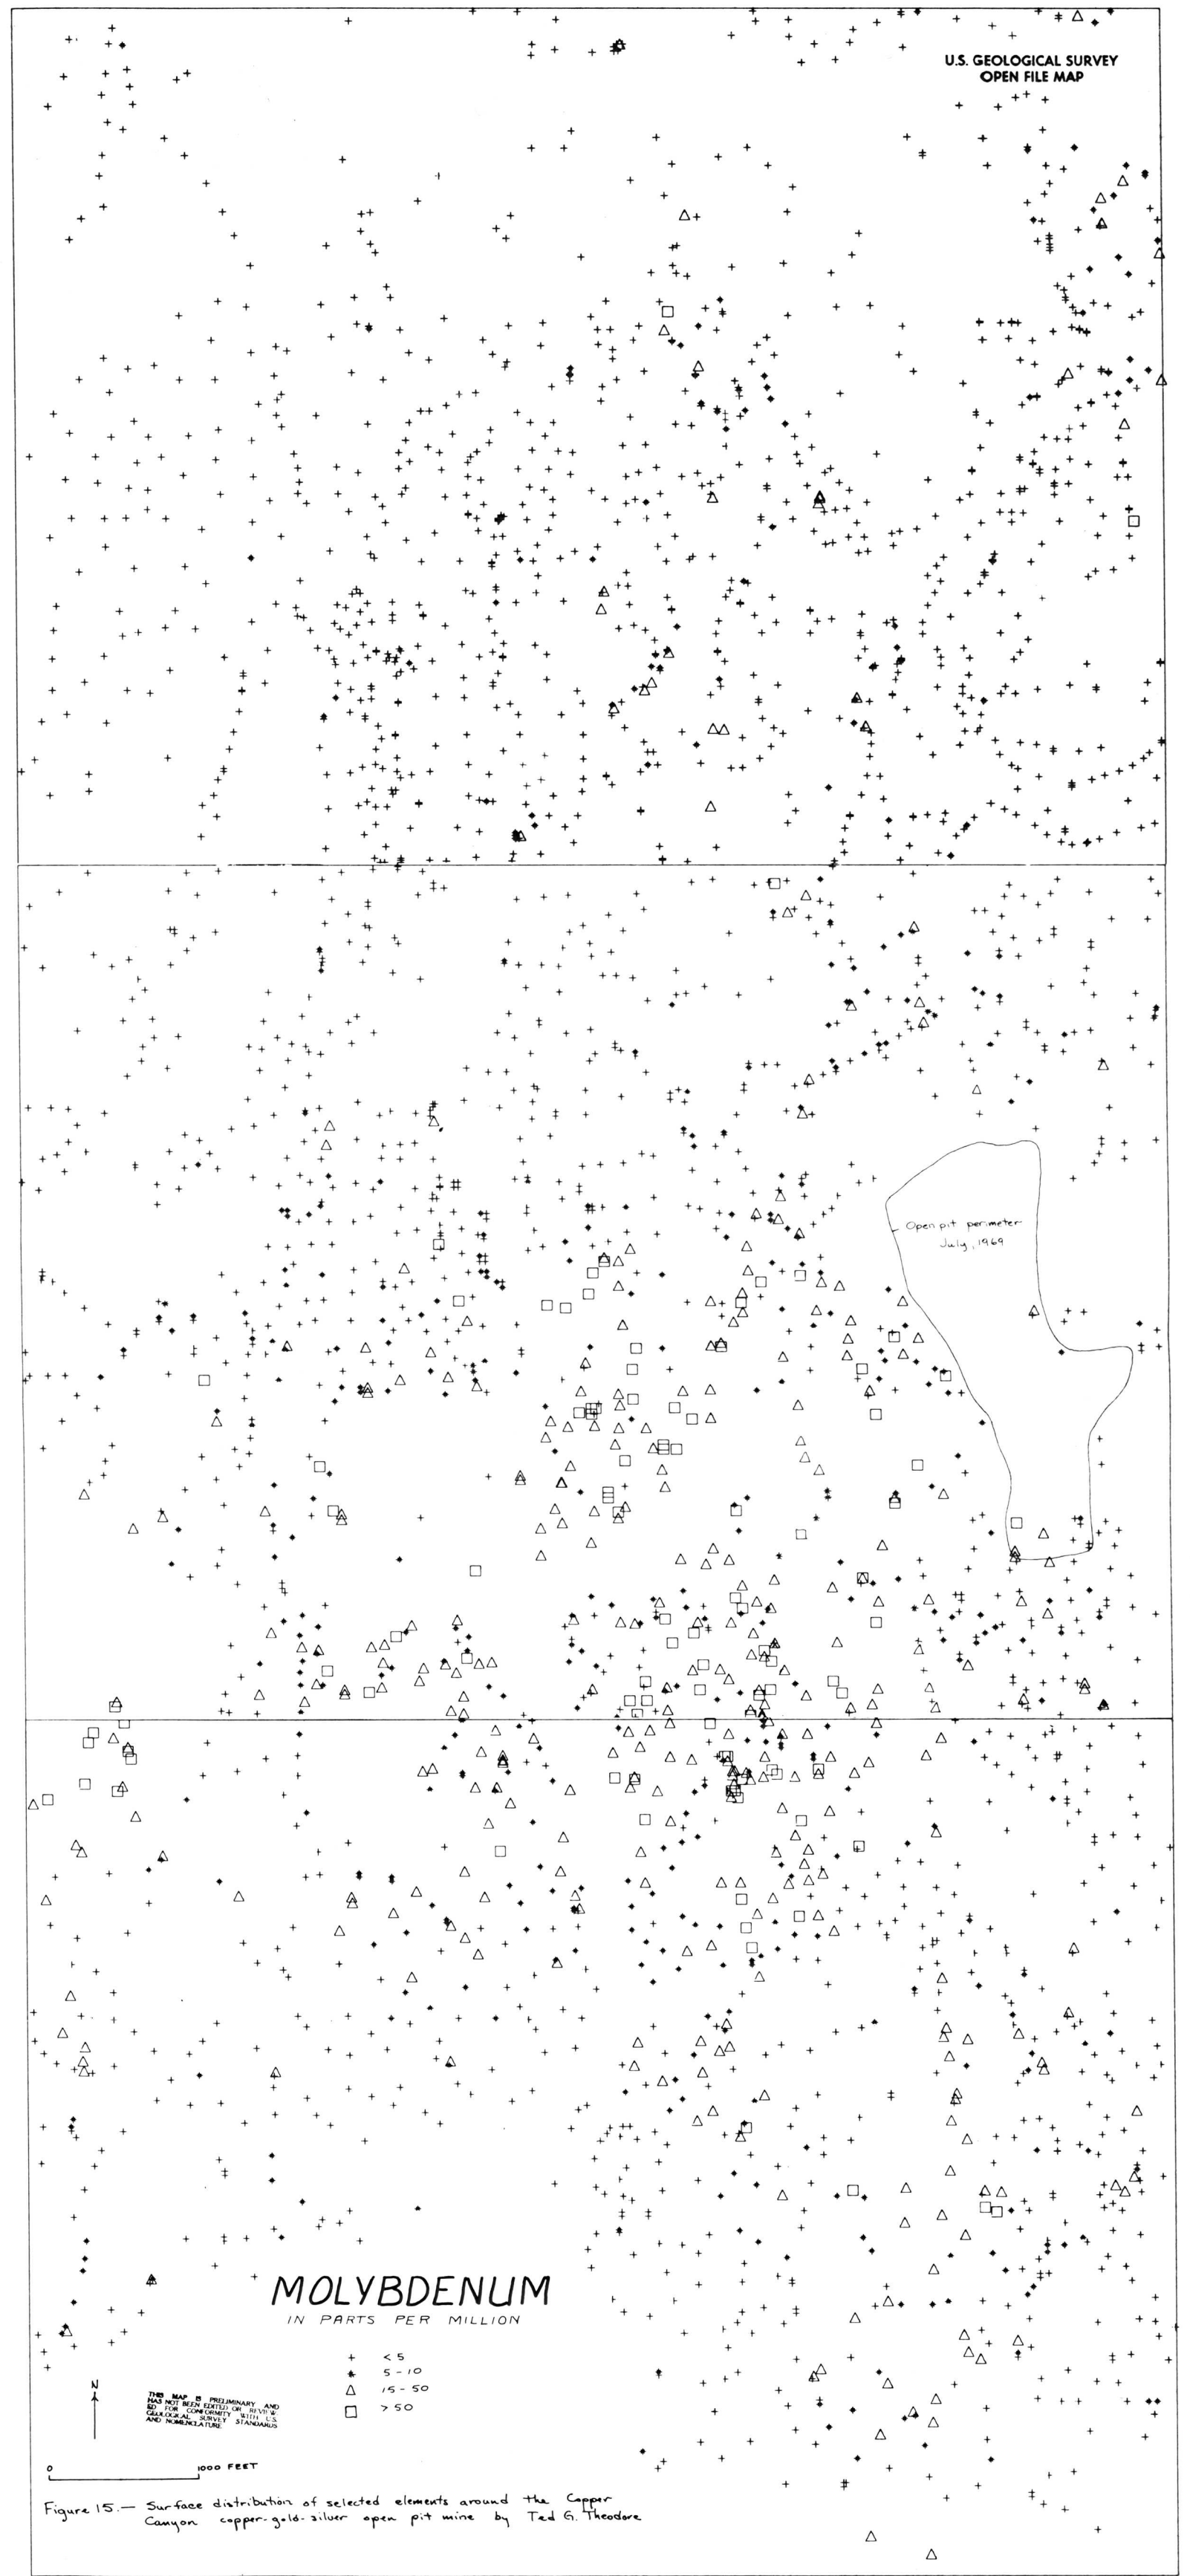 U.S. GEOLOGICAL SURVEY
OPEN FILE MAP
Open pit perimeter
July, 1969
MOLYBDENUM
IN PARTS PER MILLION
+ < 5
5-10
15-50
> 50
N
THIS MAP IS PRELIMINARY AND
HAS NOT BEEN EDITED OR REVIEW-
ED FOR CONFORMITY WITH U.S.
GEOLOGICAL SURVEY STANDARDS
AND NOMENCLATURE
0 1000 FEET
Figure 15.— Surface distribution of selected elements around the Copper
Canyon copper-gold-silver open pit mine by Ted G. Theodore